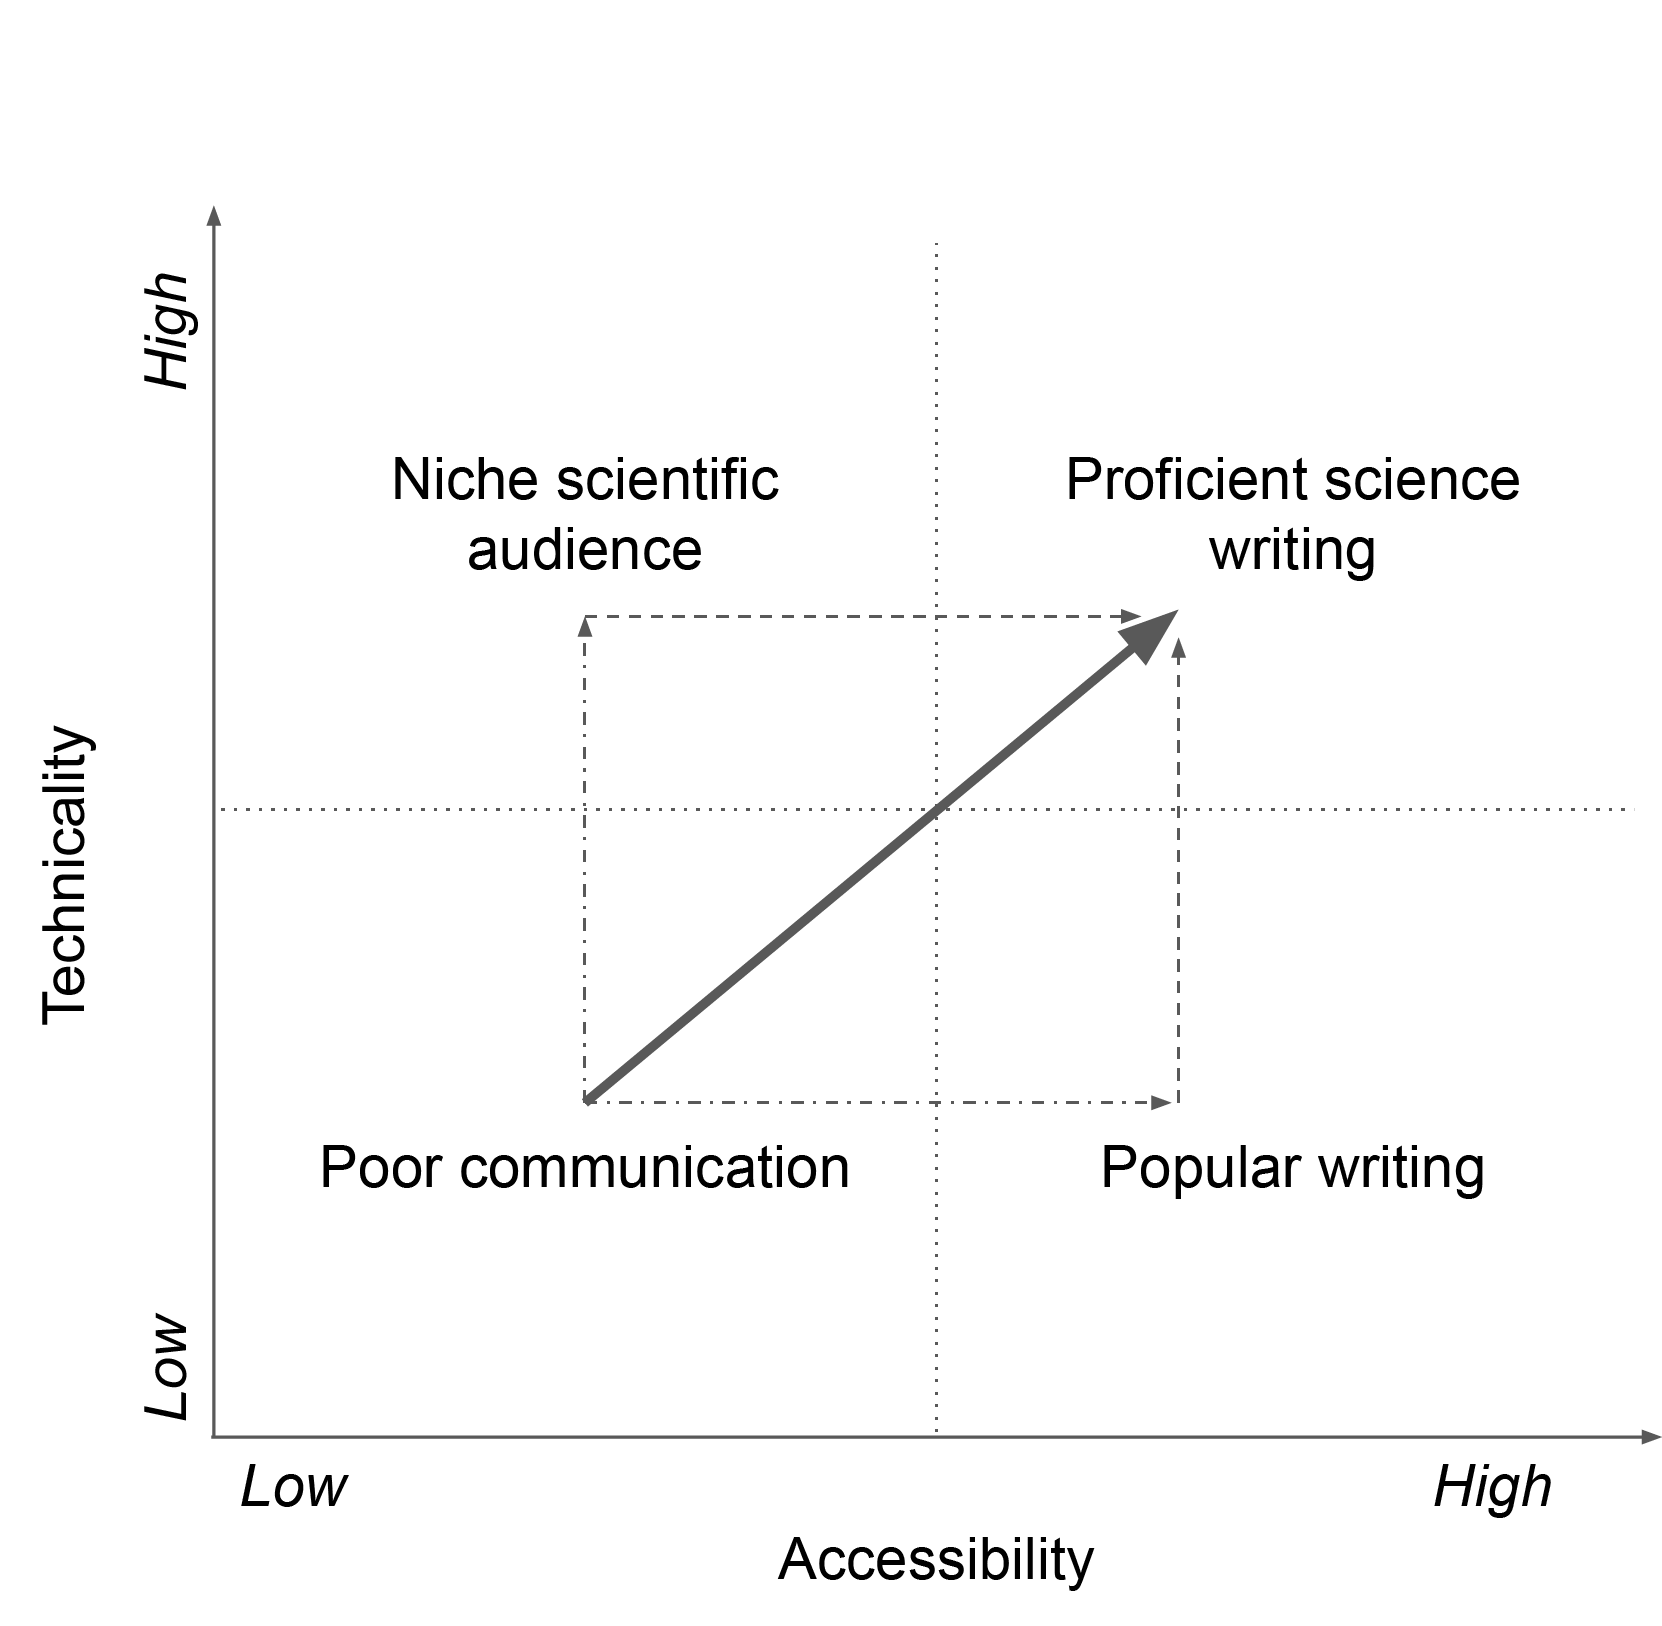 High
Niche scientific
audience
Proficient science
writing
Technicality
Poor communication
Popular writing
Low
Low
High
Accessibility